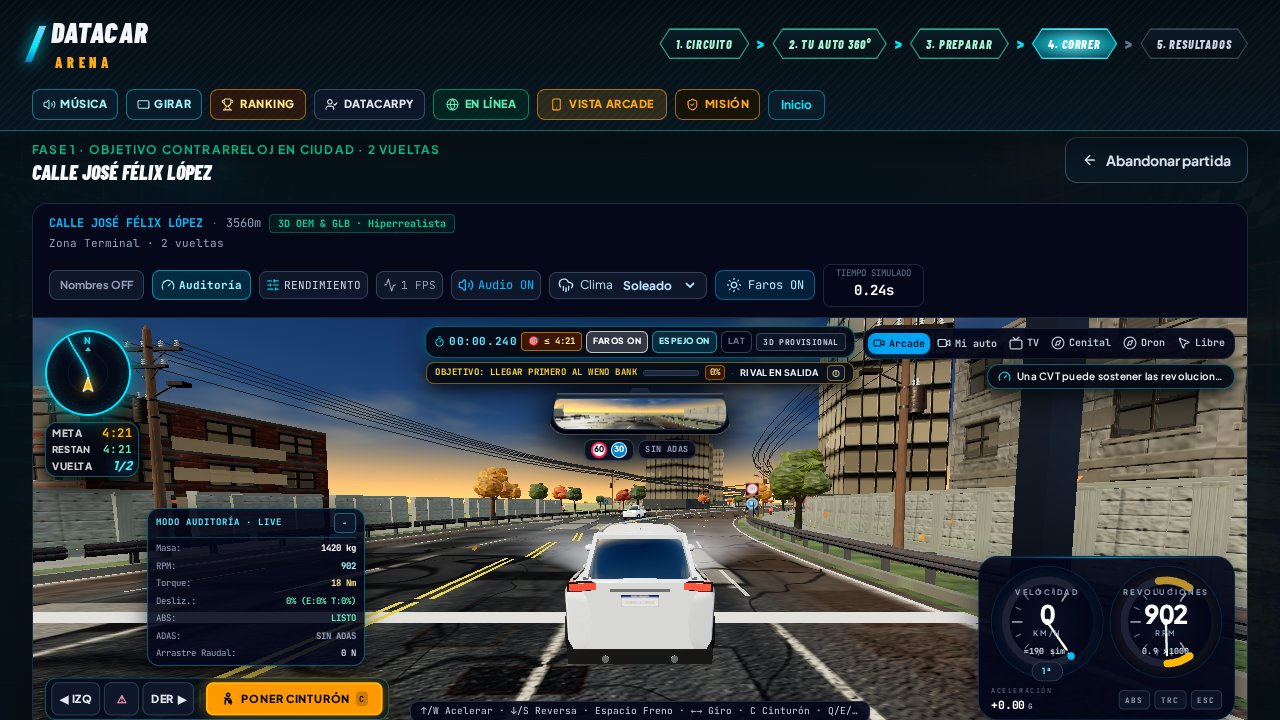 DATACAR
ARENA
1. CIRCUITO > 2. TU AUTO 360° > 3. PREPARAR > 4. CORRER > 5. RESULTADOS
MÚSICA GIRAR RANKING DATACARPY EN LÍNEA VISTA ARCADE MISIÓN Inicio
FASE 1 · OBJETIVO CONTRARRELOJ EN CIUDAD · 2 VUELTAS
CALLE JOSÉ FÉLIX LÓPEZ
← Abandonar partida
CALLE JOSÉ FÉLIX LÓPEZ · 3560m 3D OEM & GLB · Hiperrealista
Zona Terminal · 2 vueltas
Nombres OFF Auditoría RENDIMIENTO 1 FPS Audio ON Clima Soleado Faros ON
TIEMPO SIMULADO
0.24s
N
00:00.240 ≤ 4:21 FAROS ON ESPEJO ON LAT 3D PROVISIONAL
Arcade Mi auto TV Cenital Dron Libre
OBJETIVO: LLEGAR PRIMERO AL WENO BANK 0% · RIVAL EN SALIDA
Una CVT puede sostener las revolucion…
META 4:21
RESTAN 4:21
VUELTA 1/2
60 30 SIN ADAS
MODO AUDITORÍA · LIVE -
Masa: 1420 kg
RPM: 902
Torque: 18 Nm
Desliz.: 0% (E:0% T:0%)
ABS: LISTO
ADAS: SIN ADAS
Arrastre Raudal: 0 N
VELOCIDAD
0
KM/H
≈190 sim
1ª
REVOLUCIONES
902
RPM
0.9 x1000
ACELERACIÓN
+0.00 G
ABS TRC ESC
◀ IZQ ⚠ DER ▶ PONER CINTURÓN C
↑/W Acelerar · ↓/S Reversa · Espacio Freno · ←→ Giro · C Cinturón · Q/E/…